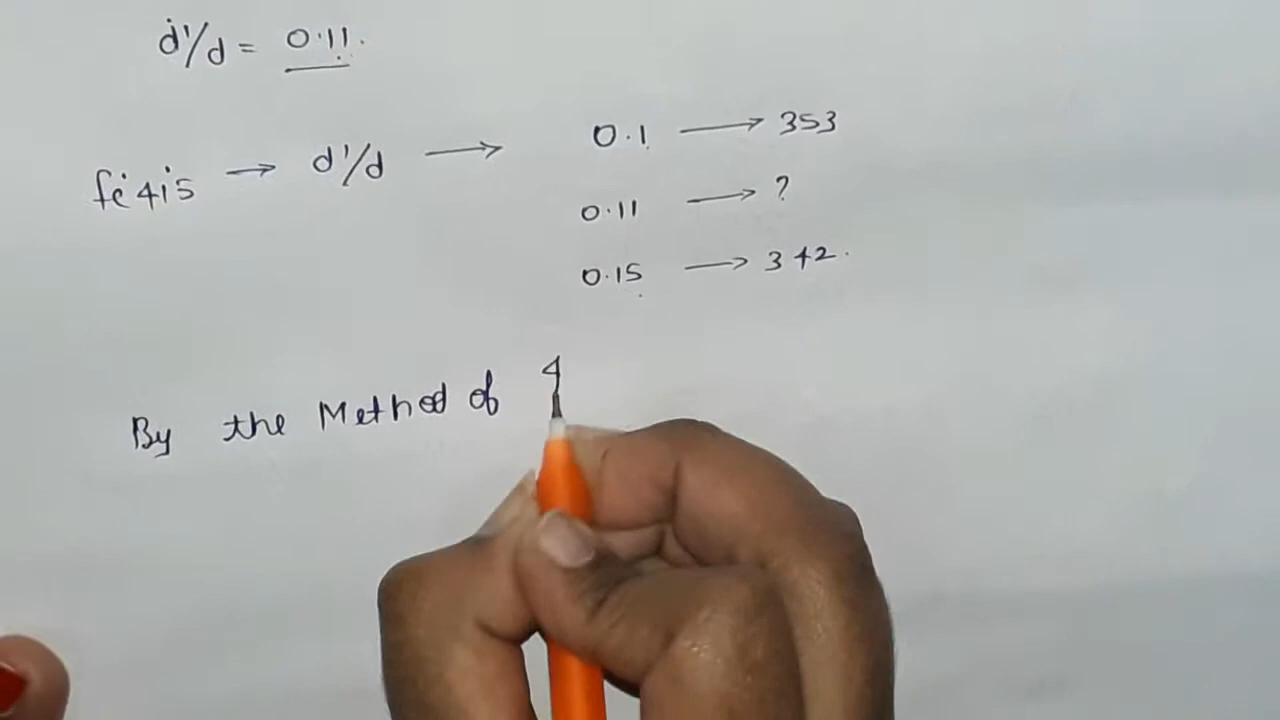 d'/d = 0.11.
fe415 → d'/d → 0.1 → 353
0.11 → ?
0.15 → 342.
By the Method of